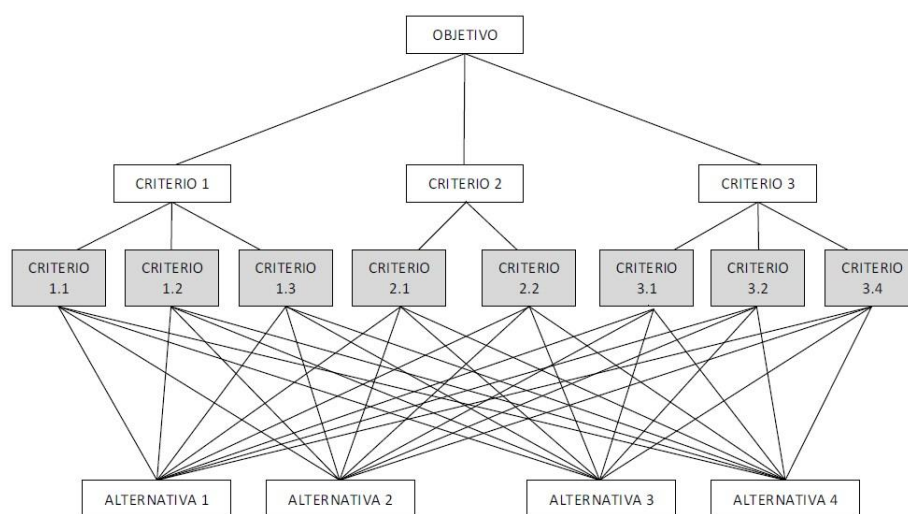 OBJETIVO
CRITERIO 1
CRITERIO 2
CRITERIO 3
CRITERIO
1.1
CRITERIO
1.2
CRITERIO
1.3
CRITERIO
2.1
CRITERIO
2.2
CRITERIO
3.1
CRITERIO
3.2
CRITERIO
3.4
ALTERNATIVA 1
ALTERNATIVA 2
ALTERNATIVA 3
ALTERNATIVA 4